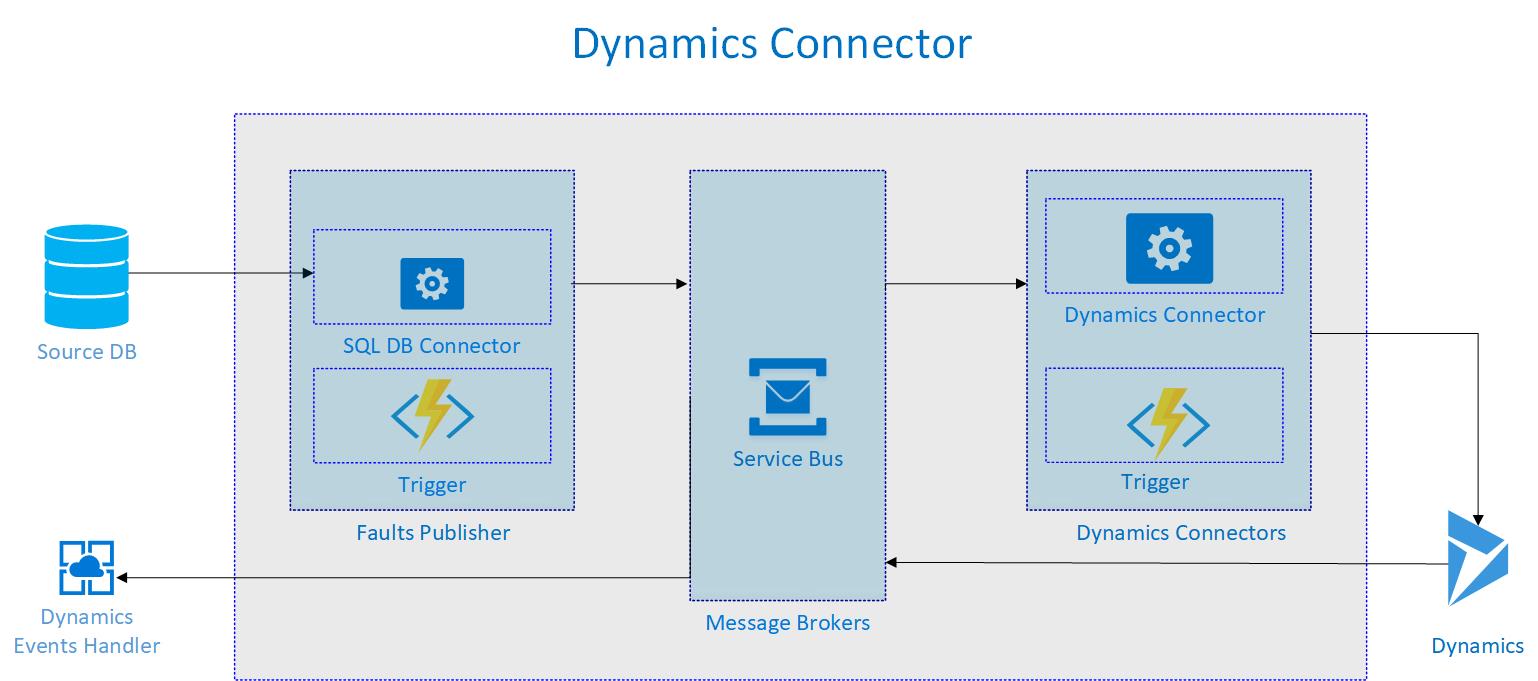 Dynamics Connector
Source DB
SQL DB Connector
Trigger
Faults Publisher
Service Bus
Message Brokers
Dynamics Connector
Trigger
Dynamics Connectors
Dynamics
Events Handler
Dynamics